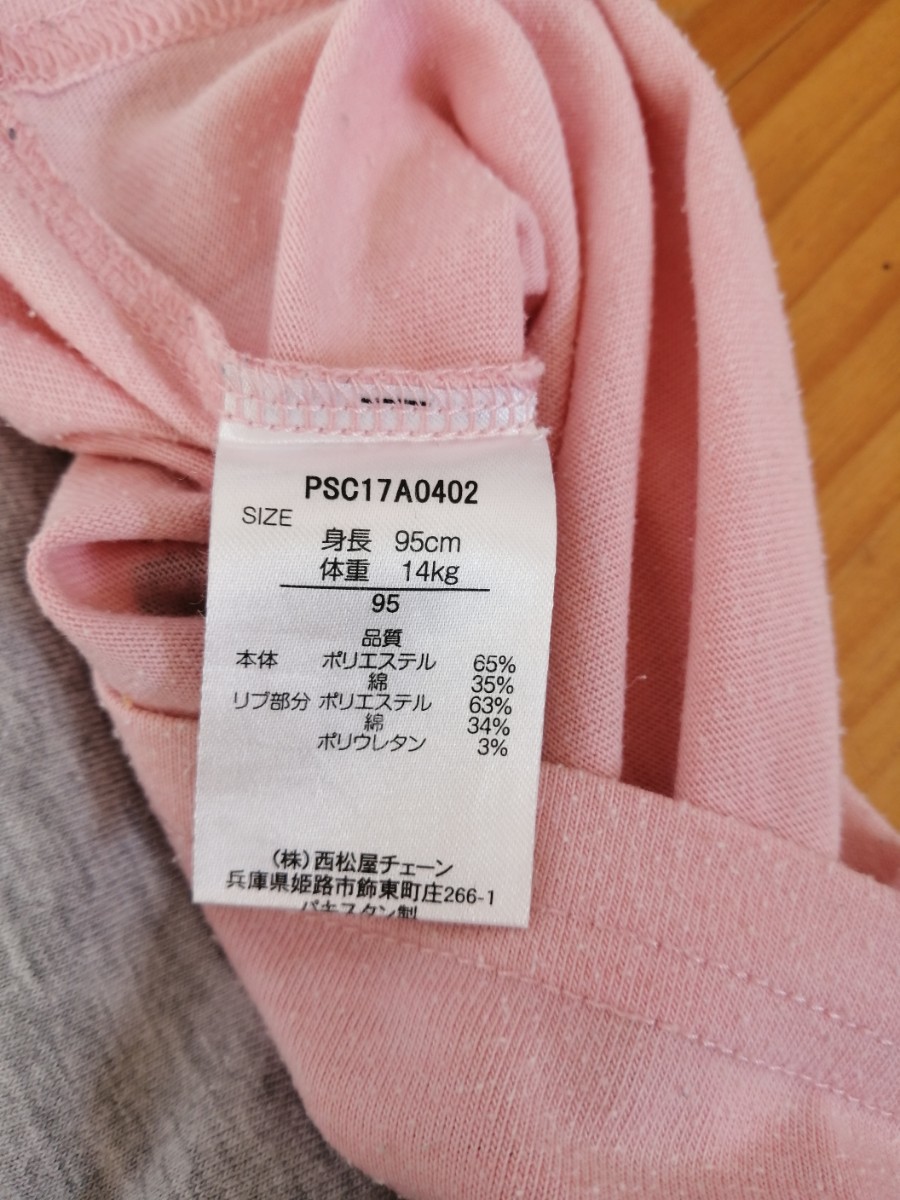 PSC17A0402
SIZE
身長 95cm
体重 14kg
95
品質
本体 ポリエステル 65%
綿 35%
リブ部分 ポリエステル 63%
綿 34%
ポリウレタン 3%
(株)西松屋チェーン
兵庫県姫路市飾東町庄266-1
パキスタン製